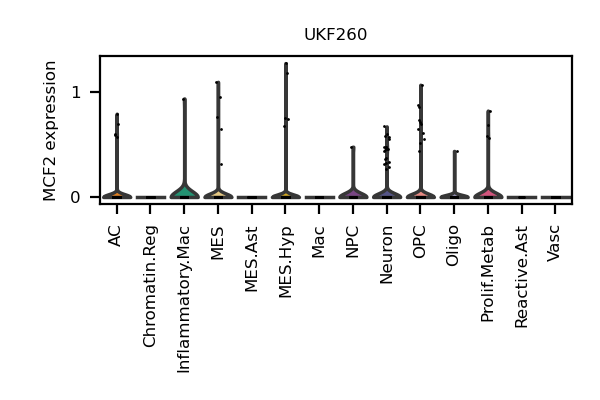 UKF260
MCF2 expression
1
0
AC
Chromatin.Reg
Inflammatory.Mac
MES
MES.Ast
MES.Hyp
Mac
NPC
Neuron
OPC
Oligo
Prolif.Metab
Reactive.Ast
Vasc